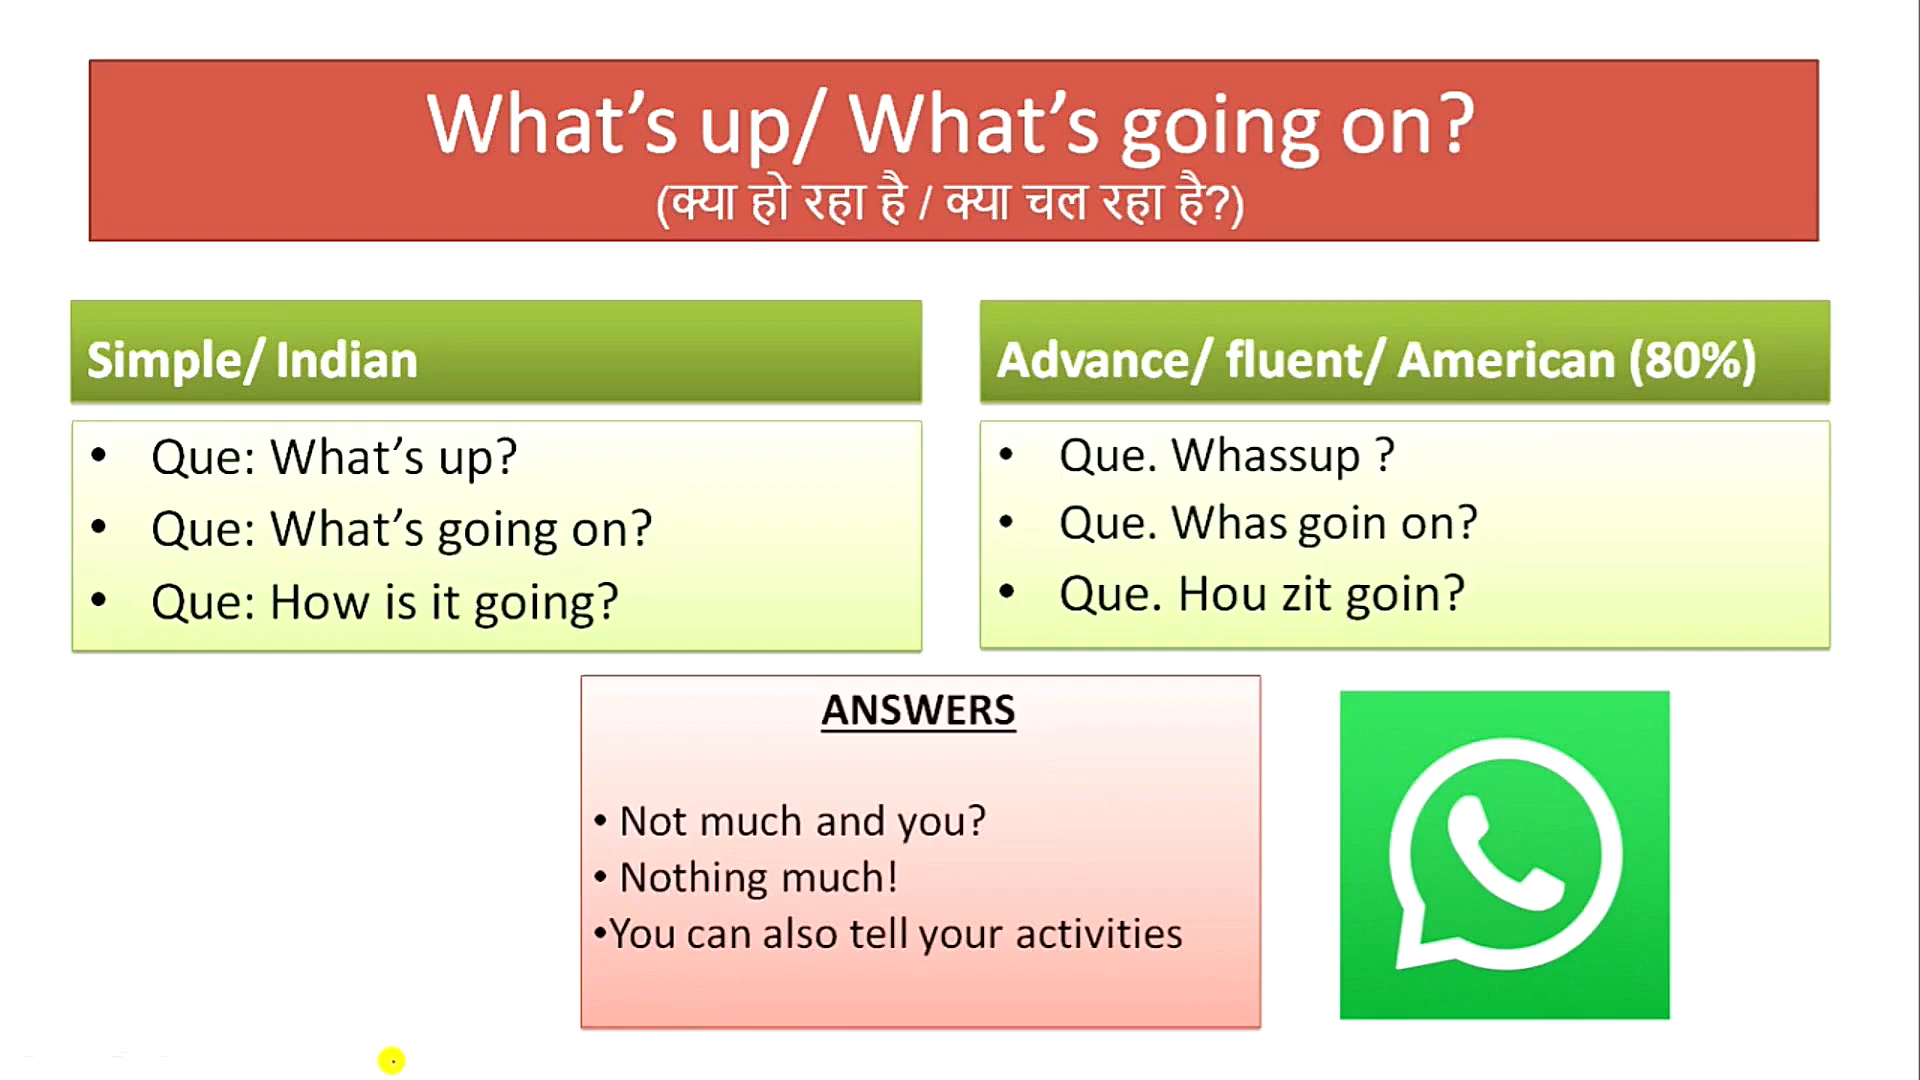 What’s up/ What’s going on?
(क्या हो रहा है / क्या चल रहा है?)
Simple/ Indian
• Que: What’s up?
• Que: What’s going on?
• Que: How is it going?
Advance/ fluent/ American (80%)
• Que. Whassup ?
• Que. Whas goin on?
• Que. Hou zit goin?
ANSWERS
• Not much and you?
• Nothing much!
•You can also tell your activities